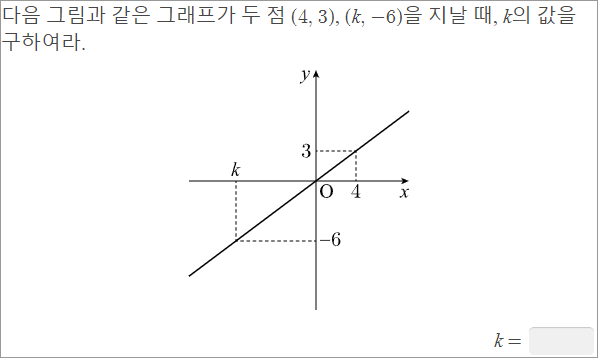 다음 그림과 같은 그래프가 두 점 (4, 3), (k, −6)을 지날 때, k의 값을
구하여라.
y
3
k
O 4 x
−6
k =